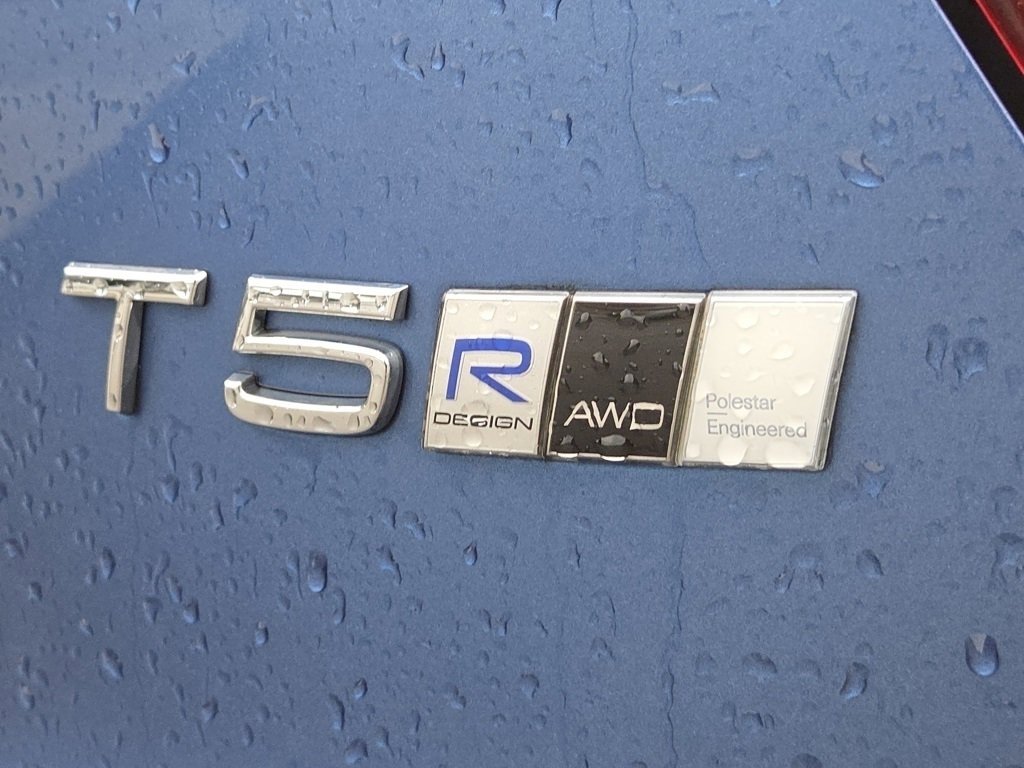 T5
R
DESIGN
AWD
Polestar
Engineered